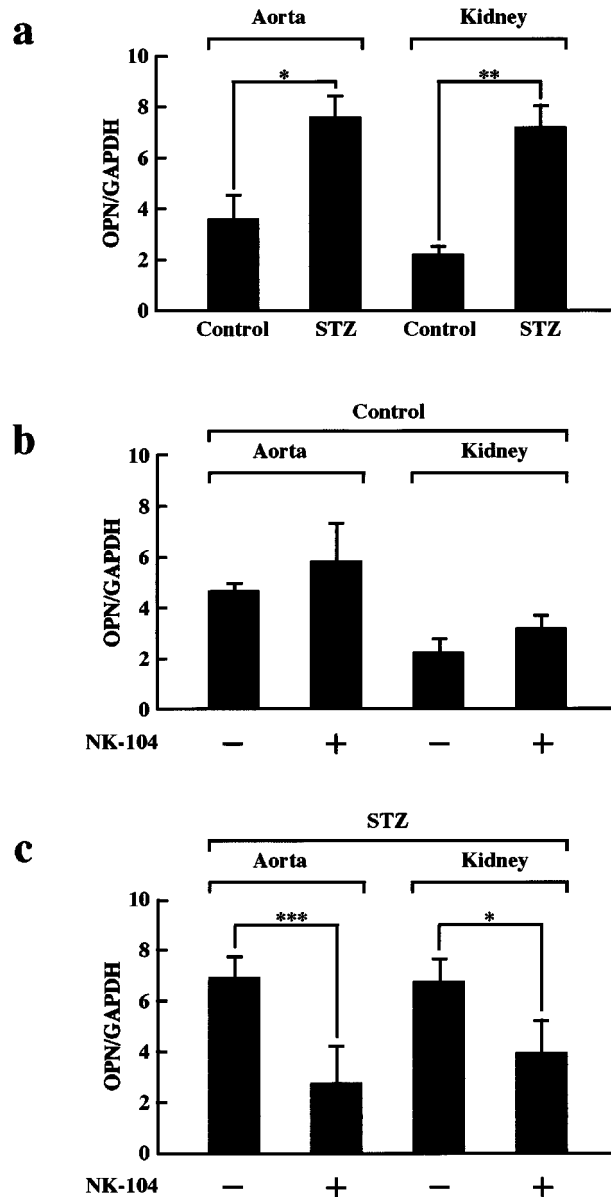 a
Aorta Kidney
* **
OPN/GAPDH
10
8
6
4
2
0
Control STZ Control STZ
b
Control
Aorta Kidney
OPN/GAPDH
10
8
6
4
2
0
NK-104 − + − +
c
STZ
Aorta Kidney
*** *
OPN/GAPDH
10
8
6
4
2
0
NK-104 − + − +